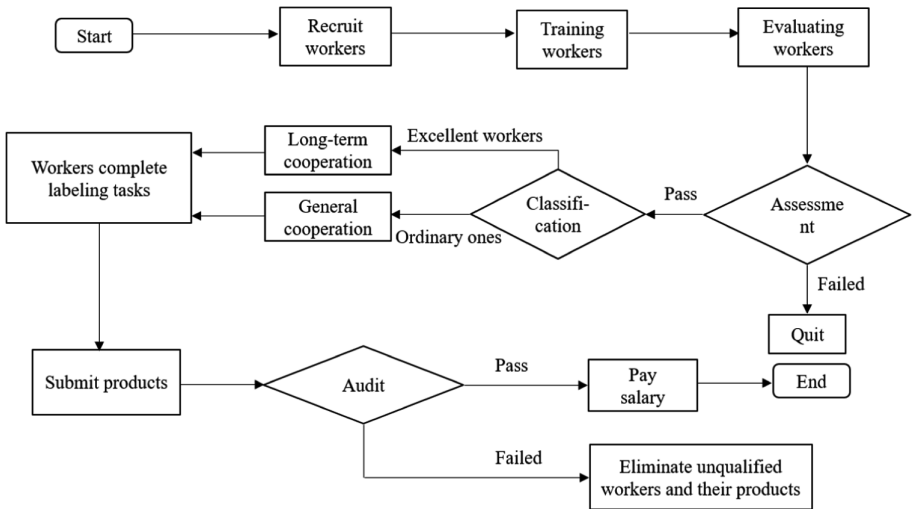 Start
Recruit
workers
Training
workers
Evaluating
workers
Workers complete
labeling tasks
Long-term
cooperation
Excellent workers
General
cooperation
Ordinary ones
Classifi-
cation
Pass
Assessme
nt
Failed
Quit
Submit products
Audit
Pass
Pay
salary
End
Failed
Eliminate unqualified
workers and their products